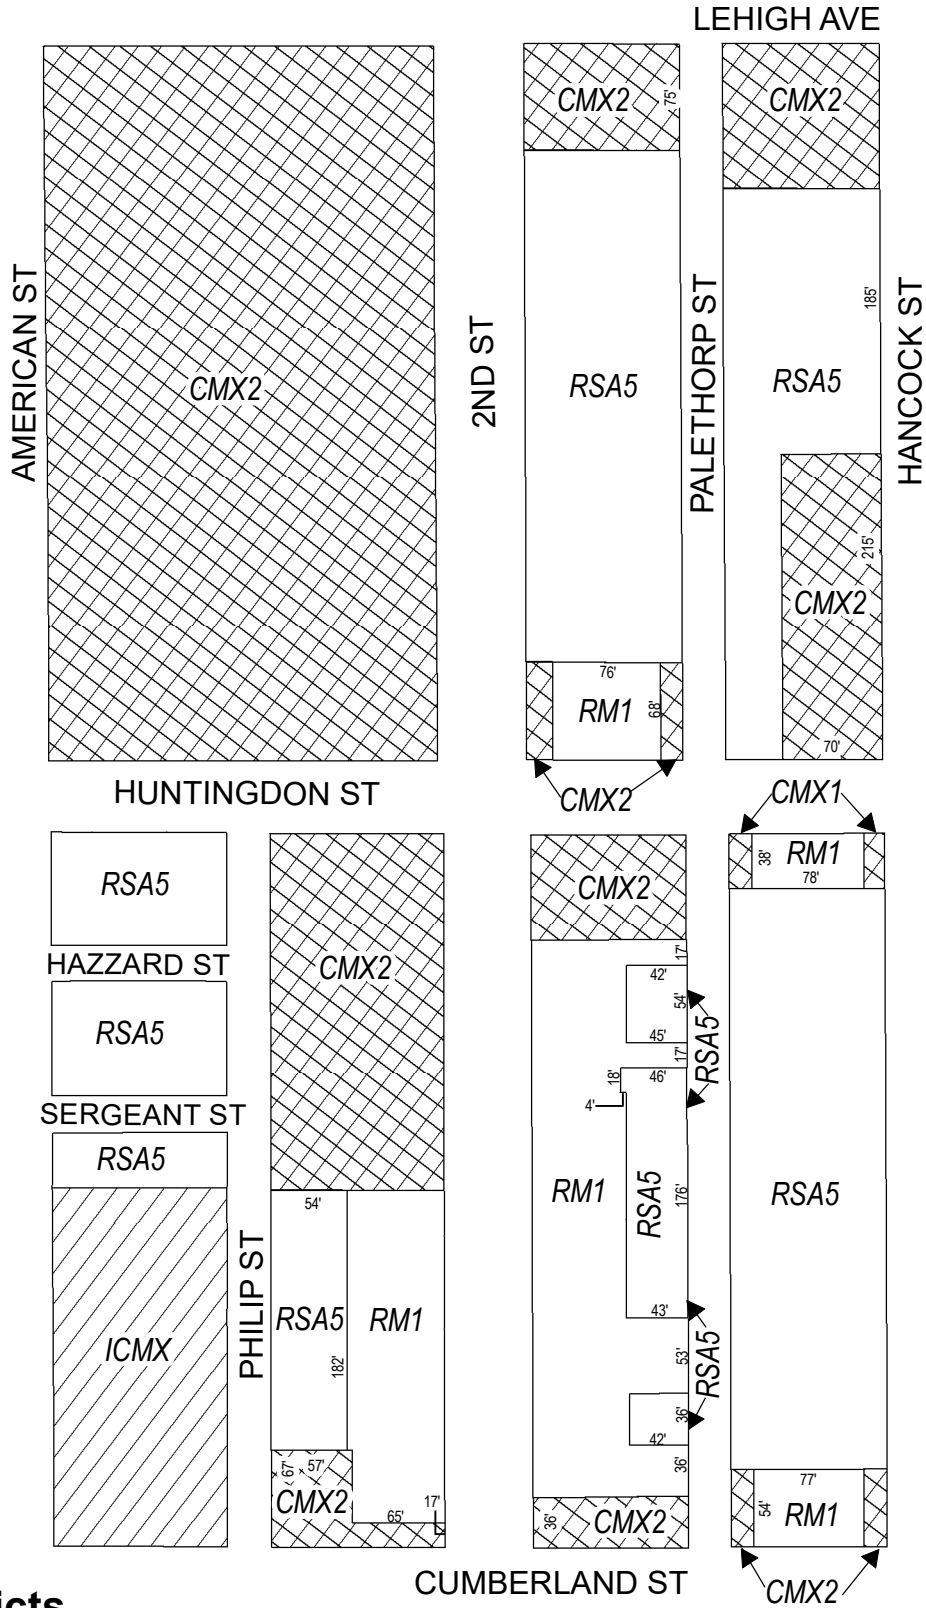 LEHIGH AVE
CMX2
75'
CMX2
AMERICAN ST
CMX2
2ND ST
RSA5
PALETHORP ST
185'
RSA5
HANCOCK ST
215'
CMX2
76'
RM1
68'
70'
CMX2
HUNTINGDON ST
CMX1
RSA5
CMX2
CMX2
38'
RM1
78'
HAZZARD ST
CMX2
17'
42'
54'
45'
17'
RSA5
RSA5
SERGEANT ST
RSA5
18'
46'
4'
RM1
RSA5
176'
RSA5
54'
PHILIP ST
RSA5
RM1
182'
ICMX
43'
53'
RSA5
36'
42'
36'
67'
57'
CMX2
17'
65'
36'
CMX2
77'
54'
RM1
CUMBERLAND ST
CMX2
icts